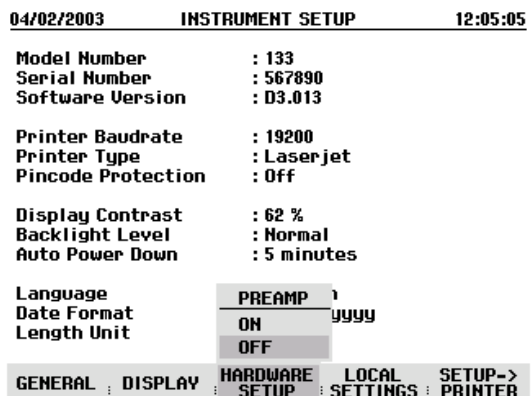 04/02/2003 INSTRUMENT SETUP 12:05:05
Model Number : 133
Serial Number : 567890
Software Version : D3.013
Printer Baudrate : 19200
Printer Type : Laserjet
Pincode Protection : Off
Display Contrast : 62 %
Backlight Level : Normal
Auto Power Down : 5 minutes
Language
Date Format yyyy
Length Unit
PREAMP
ON
OFF
GENERAL DISPLAY HARDWARE SETUP LOCAL SETTINGS SETUP-> PRINTER